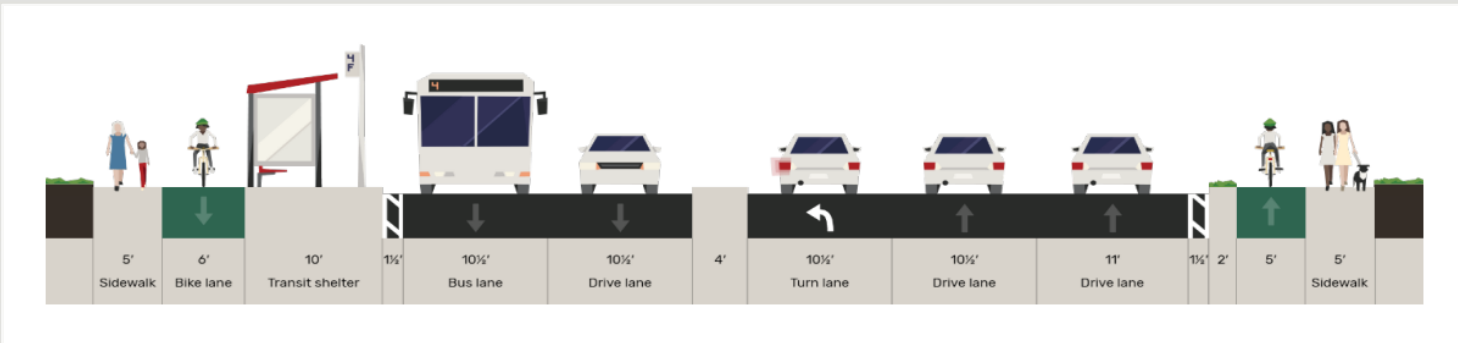 4
F
4
5'
6'
10'
1½'
10½'
10½'
4'
10½'
10½'
11'
1½'
2'
5'
5'
Sidewalk
Bike lane
Transit shelter
Bus lane
Drive lane
Turn lane
Drive lane
Drive lane
Sidewalk